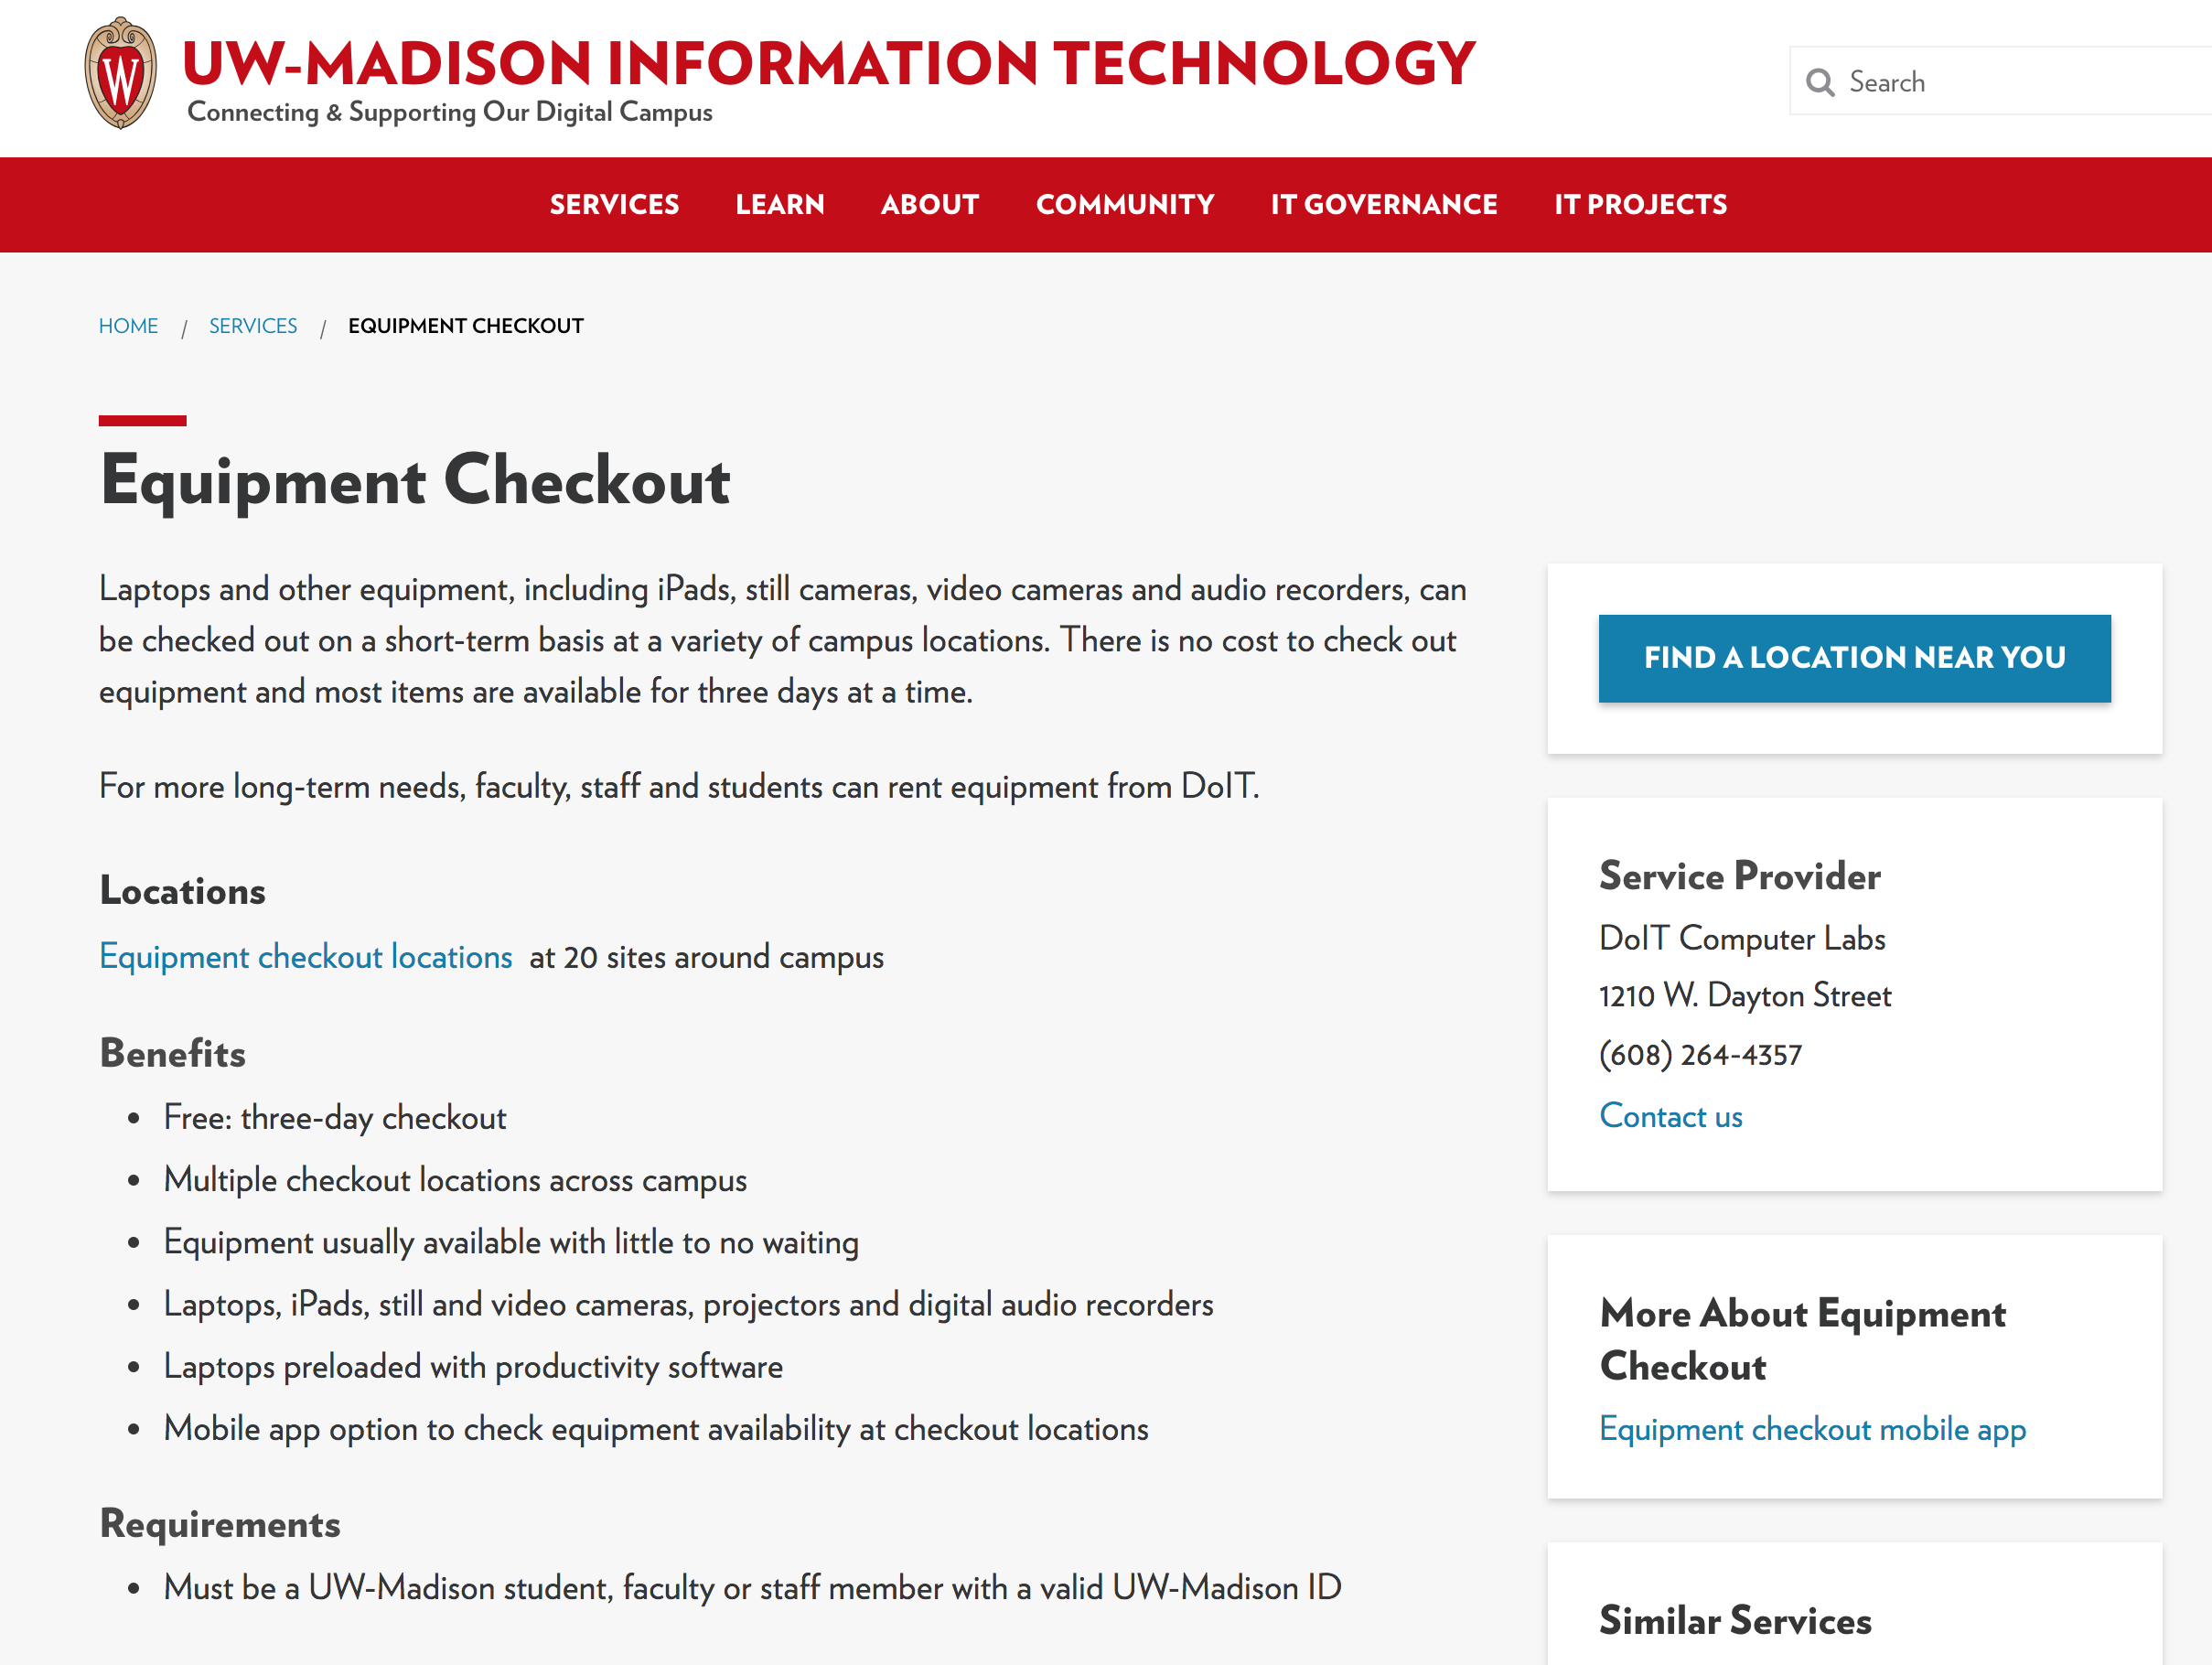 W
UW-MADISON INFORMATION TECHNOLOGY
Connecting & Supporting Our Digital Campus
Search
SERVICES LEARN ABOUT COMMUNITY IT GOVERNANCE IT PROJECTS
HOME / SERVICES / EQUIPMENT CHECKOUT
Equipment Checkout
Laptops and other equipment, including iPads, still cameras, video cameras and audio recorders, can
be checked out on a short-term basis at a variety of campus locations. There is no cost to check out
equipment and most items are available for three days at a time.
For more long-term needs, faculty, staff and students can rent equipment from DoIT.
Locations
Equipment checkout locations at 20 sites around campus
Benefits
• Free: three-day checkout
• Multiple checkout locations across campus
• Equipment usually available with little to no waiting
• Laptops, iPads, still and video cameras, projectors and digital audio recorders
• Laptops preloaded with productivity software
• Mobile app option to check equipment availability at checkout locations
Requirements
• Must be a UW-Madison student, faculty or staff member with a valid UW-Madison ID
FIND A LOCATION NEAR YOU
Service Provider
DoIT Computer Labs
1210 W. Dayton Street
(608) 264-4357
Contact us
More About Equipment
Checkout
Equipment checkout mobile app
Similar Services